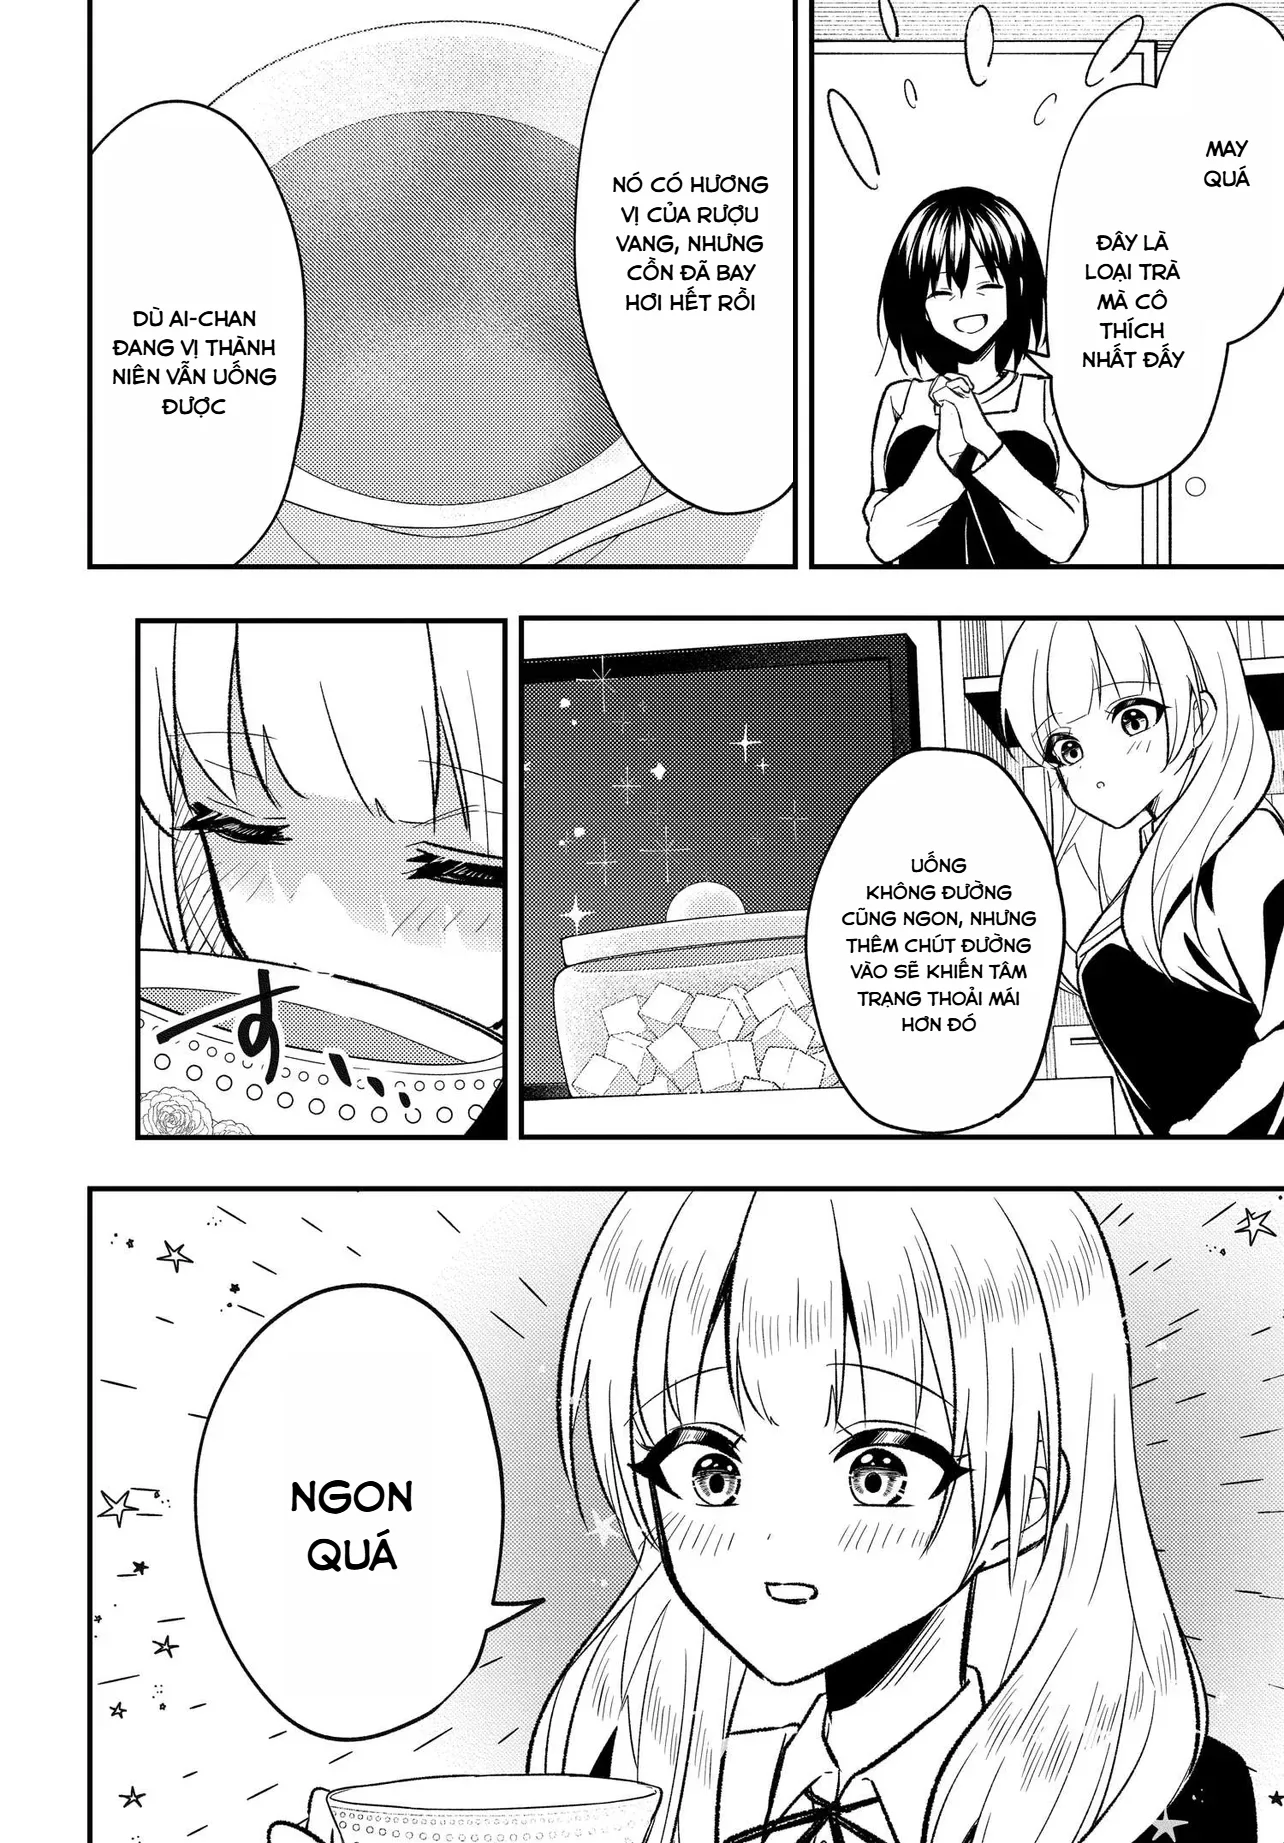 MAY
QUÁ
ĐÂY LÀ
LOẠI TRÀ
MÀ CÔ
THÍCH
NHẤT ĐẤY
NÓ CÓ HƯƠNG
VỊ CỦA RƯỢU
VANG, NHƯNG
CỒN ĐÃ BAY
HƠI HẾT RỒI
DÙ AI-CHAN
ĐANG VỊ THÀNH
NIÊN VẪN UỐNG
ĐƯỢC
UỐNG
KHÔNG ĐƯỜNG
CŨNG NGON, NHƯNG
THÊM CHÚT ĐƯỜNG
VÀO SẼ KHIẾN TÂM
TRẠNG THOẢI MÁI
HƠN ĐÓ
ずい…
NGON
QUÁ